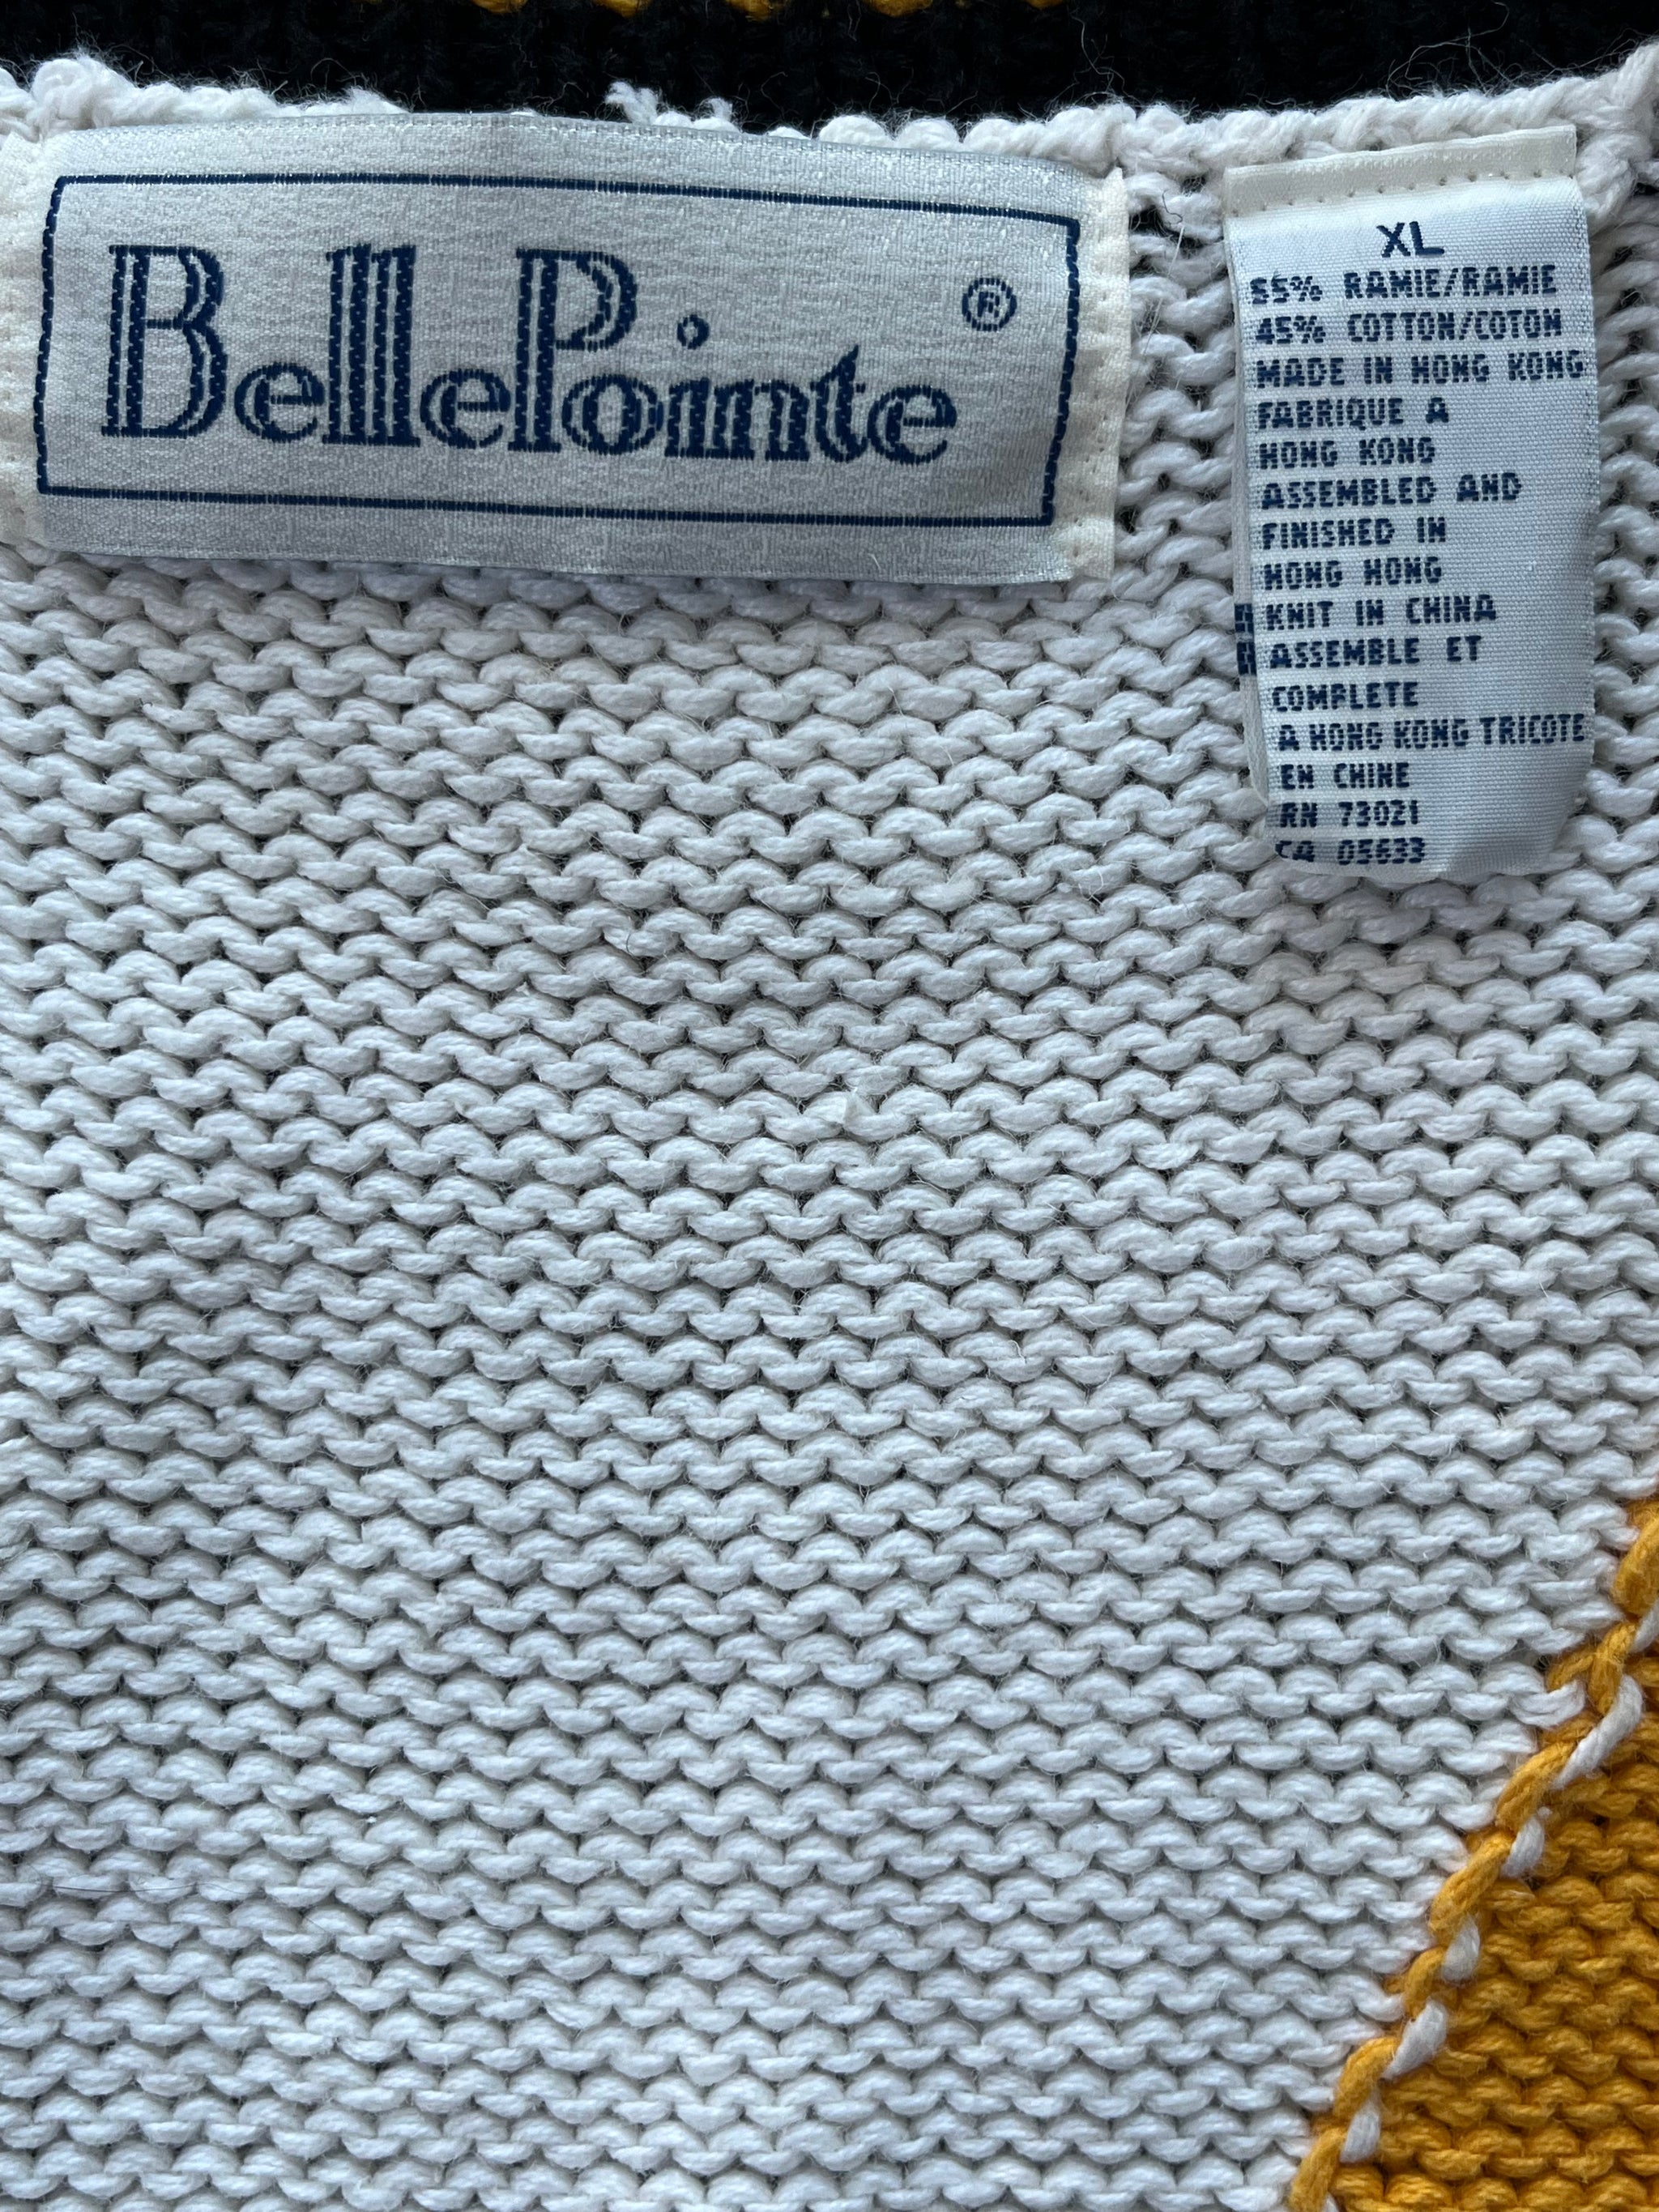 BellePointe ®
XL
55% RAMIE/RAMIE
45% COTTON/COTON
MADE IN HONG KONG
FABRIQUE A
HONG KONG
ASSEMBLED AND
FINISHED IN
HONG HONG
KNIT IN CHINA
ASSEMBLE ET
COMPLETE
A HONG KONG TRICOTE
EN CHINE
RN 73021
CA 05633